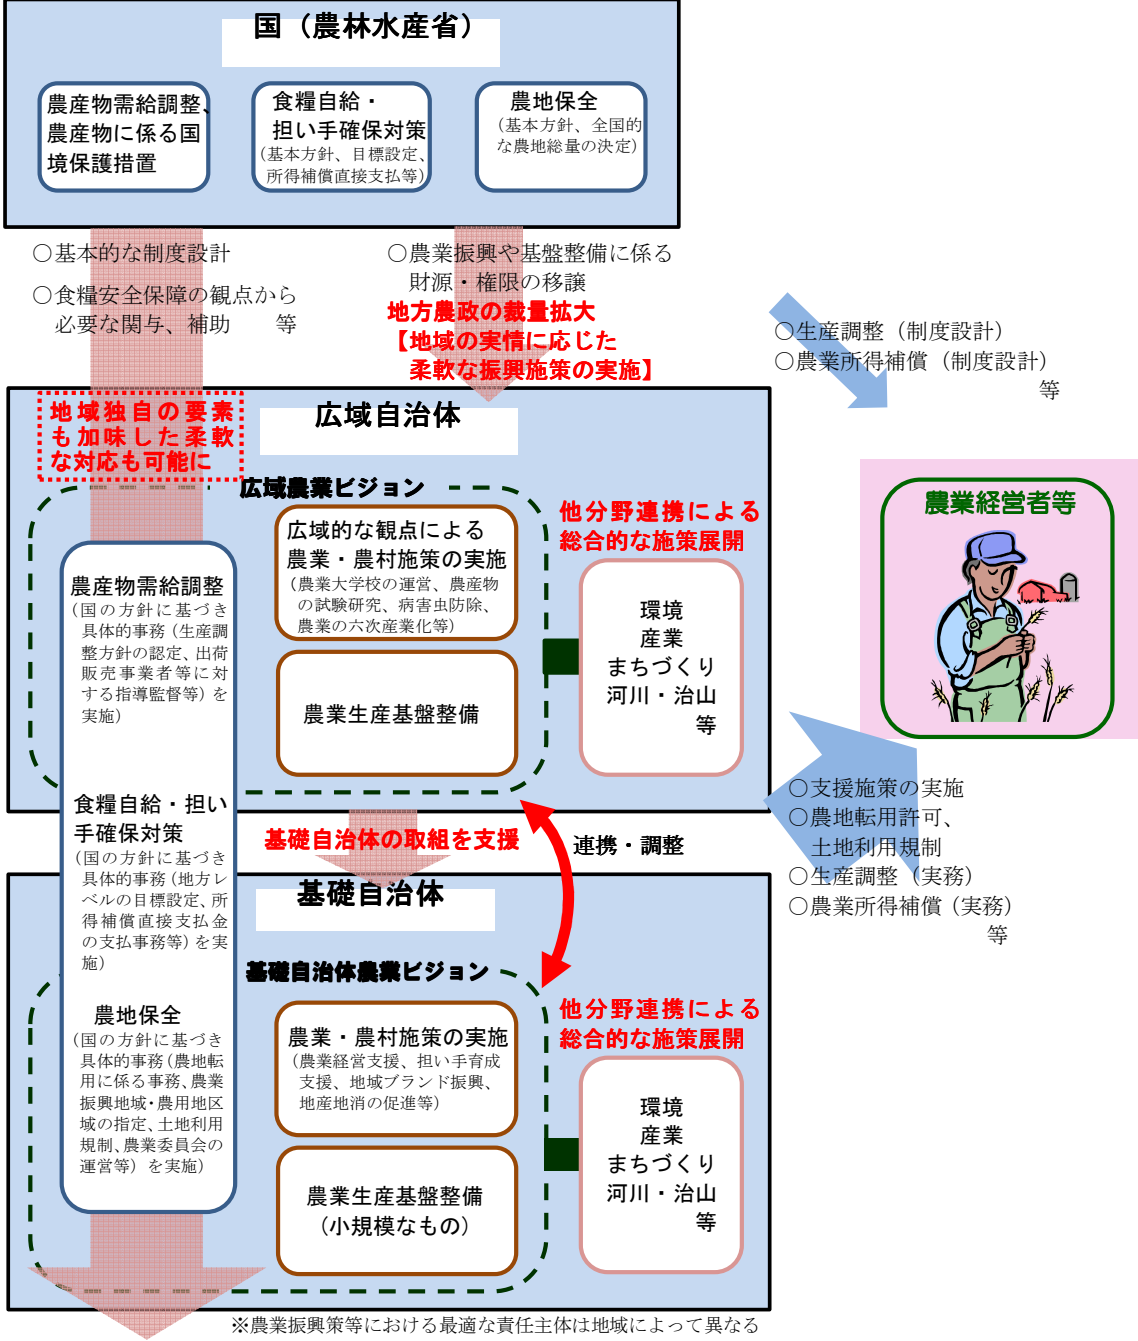 国（農林水産省）
農産物需給調整、
農産物に係る国
境保護措置
食糧自給・
担い手確保対策
（基本方針、目標設定、
所得補償直接支払等）
農地保全
（基本方針、全国的
な農地総量の決定）
○基本的な制度設計
○食糧安全保障の観点から
必要な関与、補助　　等
○農業振興や基盤整備に係る
財源・権限の移譲
地方農政の裁量拡大
【地域の実情に応じた
柔軟な振興施策の実施】
○生産調整（制度設計）
○農業所得補償（制度設計）
等
広域自治体
地域独自の要素
も加味した柔軟
な対応も可能に
広域農業ビジョン
広域的な観点による
農業・農村施策の実施
（農業大学校の運営、農産物
の試験研究、病害虫防除、
農業の六次産業化等）
農業生産基盤整備
他分野連携による
総合的な施策展開
環境
産業
まちづくり
河川・治山
等
農業経営者等
農産物需給調整
（国の方針に基づき
具体的事務（生産調
整方針の認定、出荷
販売事業者等に対
する指導監督等）を
実施）
食糧自給・担い
手確保対策
（国の方針に基づき
具体的事務（地方レ
ベルの目標設定、所
得補償直接支払金
の支払事務等）を実
施）
農地保全
（国の方針に基づき
具体的事務（農地転
用に係る事務、農業
振興地域・農用地区
域の指定、土地利用
規制、農業委員会の
運営等）を実施）
基礎自治体の取組を支援
連携・調整
○支援施策の実施
○農地転用許可、
土地利用規制
○生産調整（実務）
○農業所得補償（実務）
等
基礎自治体
基礎自治体農業ビジョン
農業・農村施策の実施
（農業経営支援、担い手育成
支援、地域ブランド振興、
地産地消の促進等）
農業生産基盤整備
（小規模なもの）
他分野連携による
総合的な施策展開
環境
産業
まちづくり
河川・治山
等
※農業振興策等における最適な責任主体は地域によって異なる